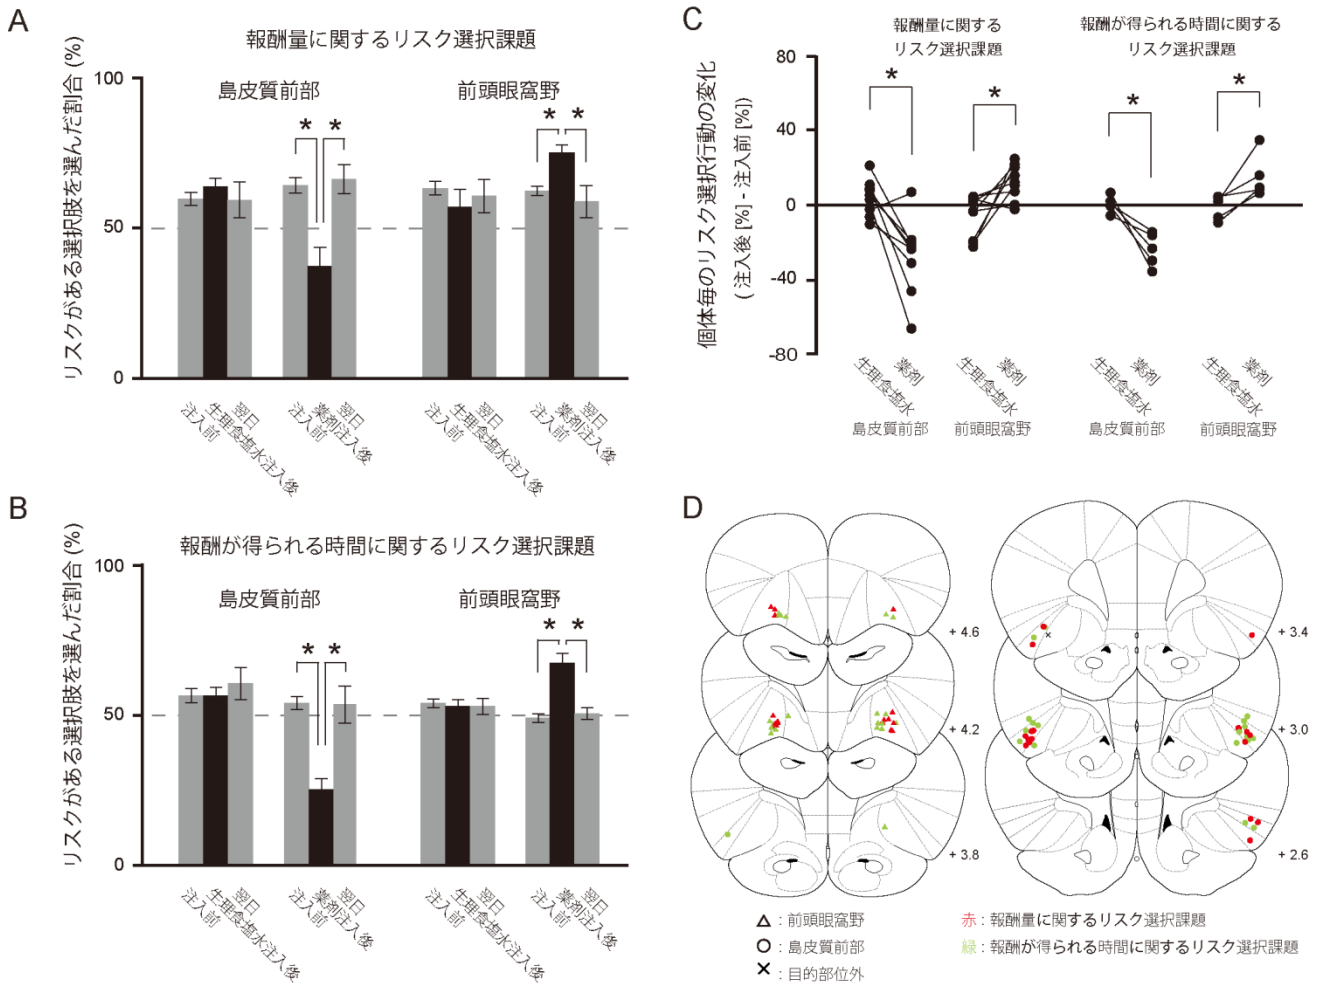 A
報酬量に関するリスク選択課題
リスクがある選択肢を選んだ割合 (%)
100
50
0
島皮質前部
前頭眼窩野
* *
* *
注入前
生理食塩水注入後
翌日
注入前
薬剤注入後
翌日
注入前
生理食塩水注入後
翌日
注入前
薬剤注入後
翌日
B
報酬が得られる時間に関するリスク選択課題
リスクがある選択肢を選んだ割合 (%)
100
50
0
島皮質前部
前頭眼窩野
* *
* *
注入前
生理食塩水注入後
翌日
注入前
薬剤注入後
翌日
注入前
生理食塩水注入後
翌日
注入前
薬剤注入後
翌日
C
報酬量に関する
リスク選択課題
報酬が得られる時間に関する
リスク選択課題
個体毎のリスク選択行動の変化
( 注入後 [%] - 注入前 [%])
80
40
0
-40
-80
*
*
*
*
生理食塩水
薬剤
生理食塩水
薬剤
生理食塩水
薬剤
生理食塩水
薬剤
島皮質前部
前頭眼窩野
島皮質前部
前頭眼窩野
D
+ 4.6
+ 4.2
+ 3.8
+ 3.4
+ 3.0
+ 2.6
△ : 前頭眼窩野
○ : 島皮質前部
× : 目的部位外
赤 : 報酬量に関するリスク選択課題
緑 : 報酬が得られる時間に関するリスク選択課題